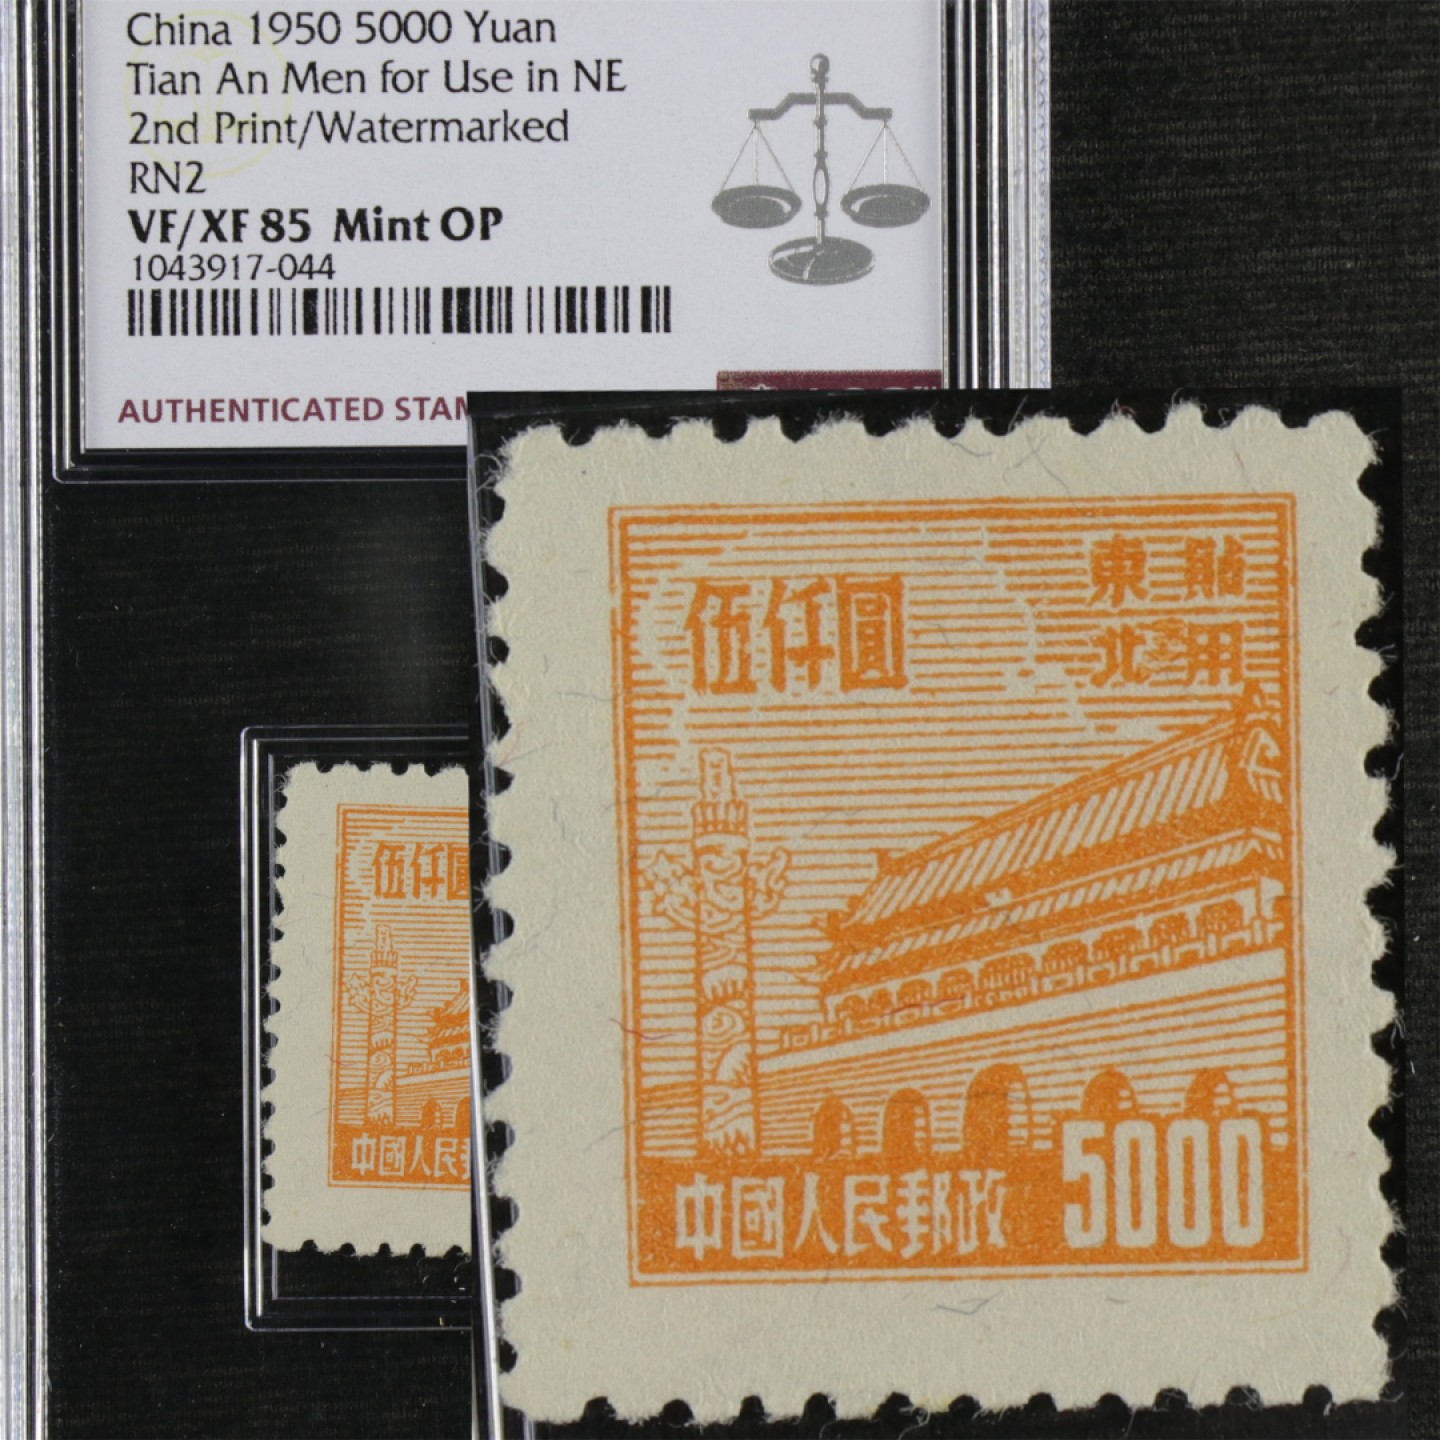 China 1950 5000 Yuan
Tian An Men for Use in NE
2nd Print/Watermarked
RN2
VF/XF 85 Mint OP
1043917-044
AUTHENTICATED STAM
伍仟圓
東 貼
北 用
中國人民郵政
5000
伍仟圓
中國人民郵